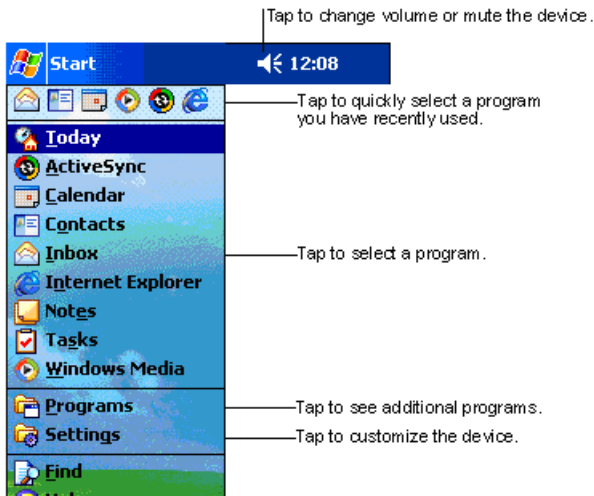 Tap to change volume or mute the device.
Start 12:08
Tap to quickly select a program
you have recently used.
Today
ActiveSync
Calendar
Contacts
Inbox
Tap to select a program.
Internet Explorer
Notes
Tasks
Windows Media
Programs
Tap to see additional programs.
Settings
Tap to customize the device.
Find